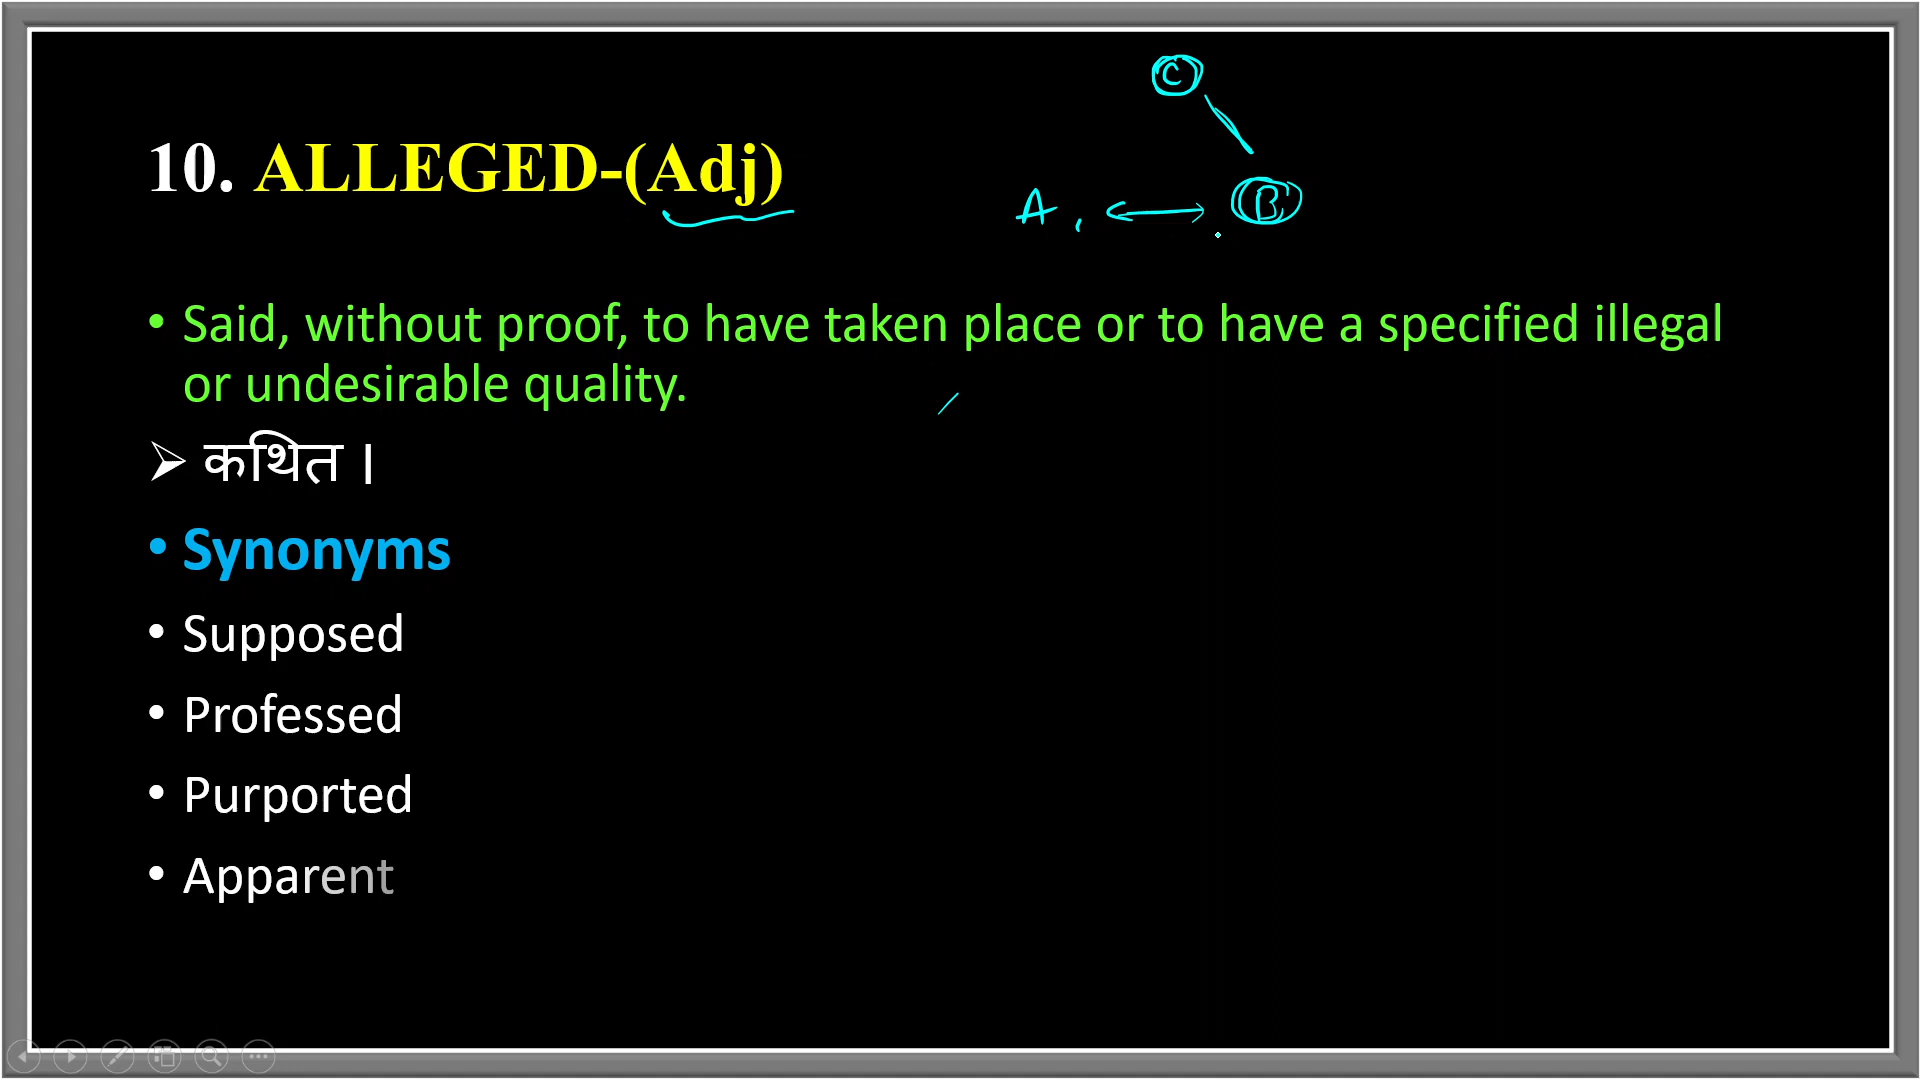 C
10. ALLEGED-(Adj)
A, B
• Said, without proof, to have taken place or to have a specified illegal
or undesirable quality.
➢ कथित ।
• Synonyms
• Supposed
• Professed
• Purported
• Apparent